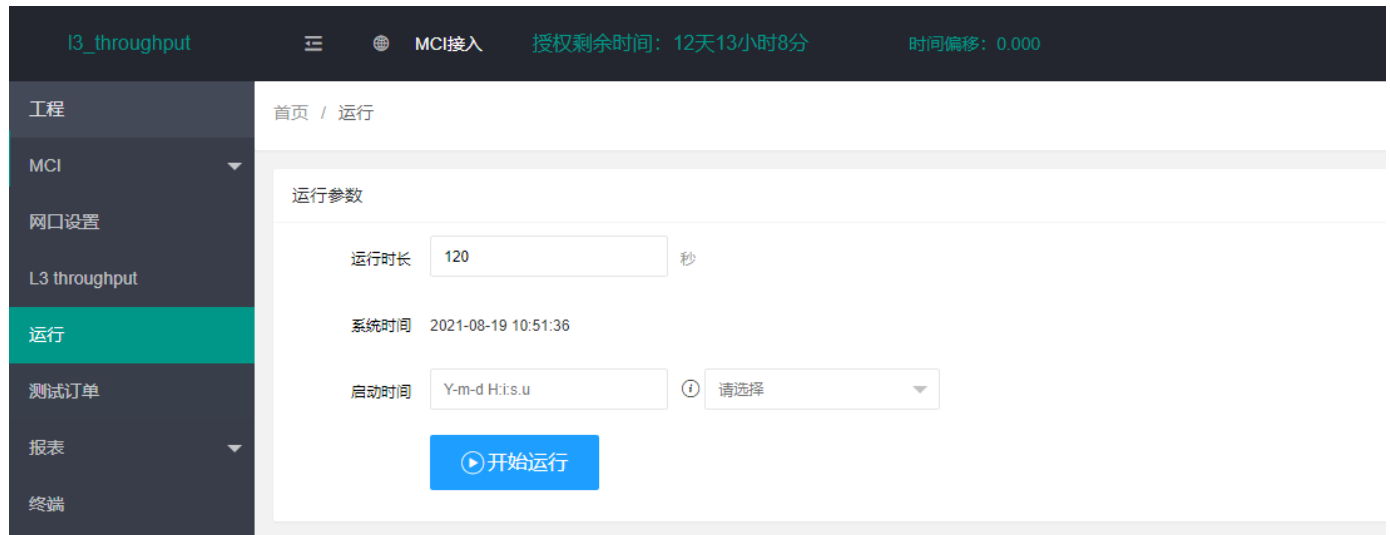 l3_throughput
MCI接入
授权剩余时间：12天13小时8分
时间偏移：0.000
工程
MCI
网口设置
L3 throughput
运行
测试订单
报表
终端
首页 / 运行
运行参数
运行时长 120 秒
系统时间 2021-08-19 10:51:36
启动时间 Y-m-d H:i:s.u 请选择
开始运行